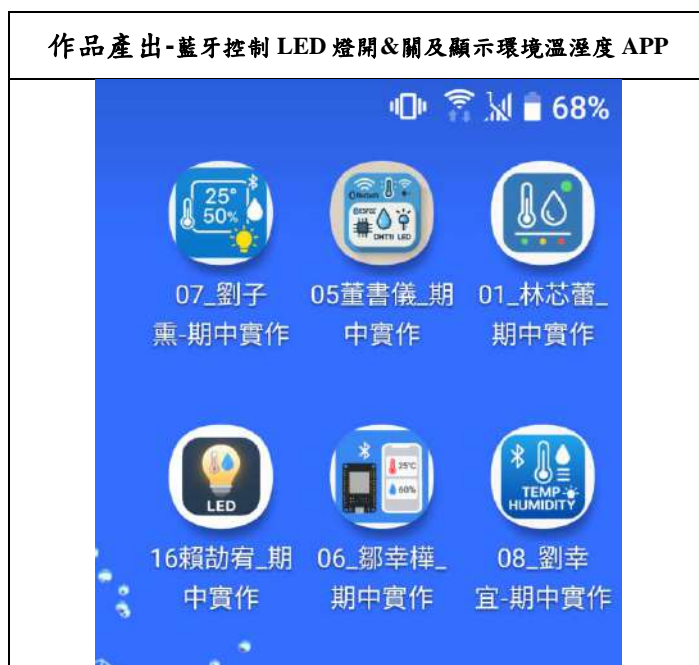 作品產出-藍牙控制 LED 燈開&關及顯示環境溫溼度 APP
68%
25°
50%
07_劉子
熏-期中實作
05董書儀_期
中實作
01_林芯蕾_
期中實作
LED
16賴劼宥_期
中實作
25°C
60%
06_鄒幸樺_
期中實作
TEMP
HUMIDITY
08_劉幸
宜-期中實作